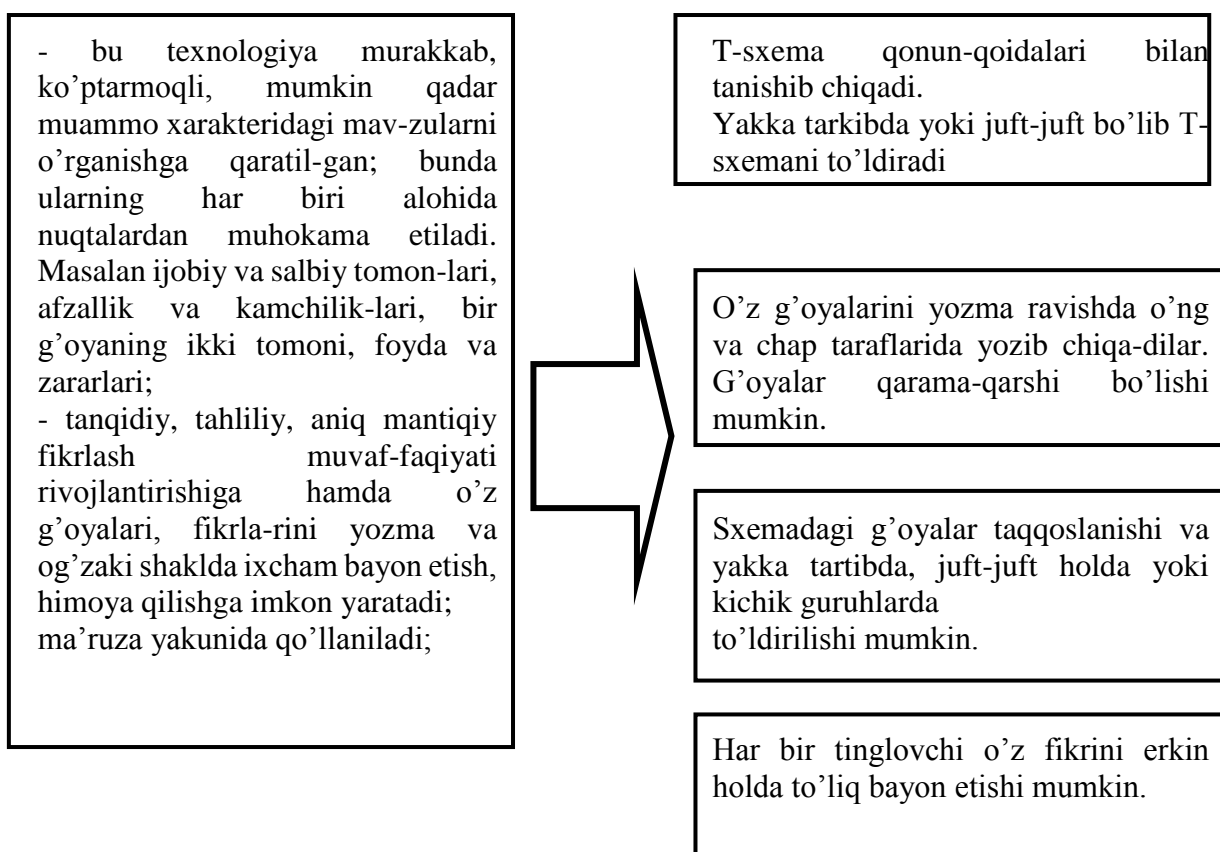 - bu texnologiya murakkab,
ko’ptarmoqli, mumkin qadar
muammo xarakteridagi mav-zularni
o’rganishga qaratil-gan; bunda
ularning har biri alohida
nuqtalardan muhokama etiladi.
Masalan ijobiy va salbiy tomon-lari,
afzallik va kamchilik-lari, bir
g’oyaning ikki tomoni, foyda va
zararlari;
- tanqidiy, tahliliy, aniq mantiqiy
fikrlash muvaf-faqiyati
rivojlantirishiga hamda o’z
g’oyalari, fikrla-rini yozma va
og’zaki shaklda ixcham bayon etish,
himoya qilishga imkon yaratadi;
ma’ruza yakunida qo’llaniladi;
T-sxema qonun-qoidalari bilan
tanishib chiqadi.
Yakka tarkibda yoki juft-juft bo’lib T-
sxemani to’ldiradi
O’z g’oyalarini yozma ravishda o’ng
va chap taraflarida yozib chiqa-dilar.
G’oyalar qarama-qarshi bo’lishi
mumkin.
Sxemadagi g’oyalar taqqoslanishi va
yakka tartibda, juft-juft holda yoki
kichik guruhlarda
to’ldirilishi mumkin.
Har bir tinglovchi o’z fikrini erkin
holda to’liq bayon etishi mumkin.